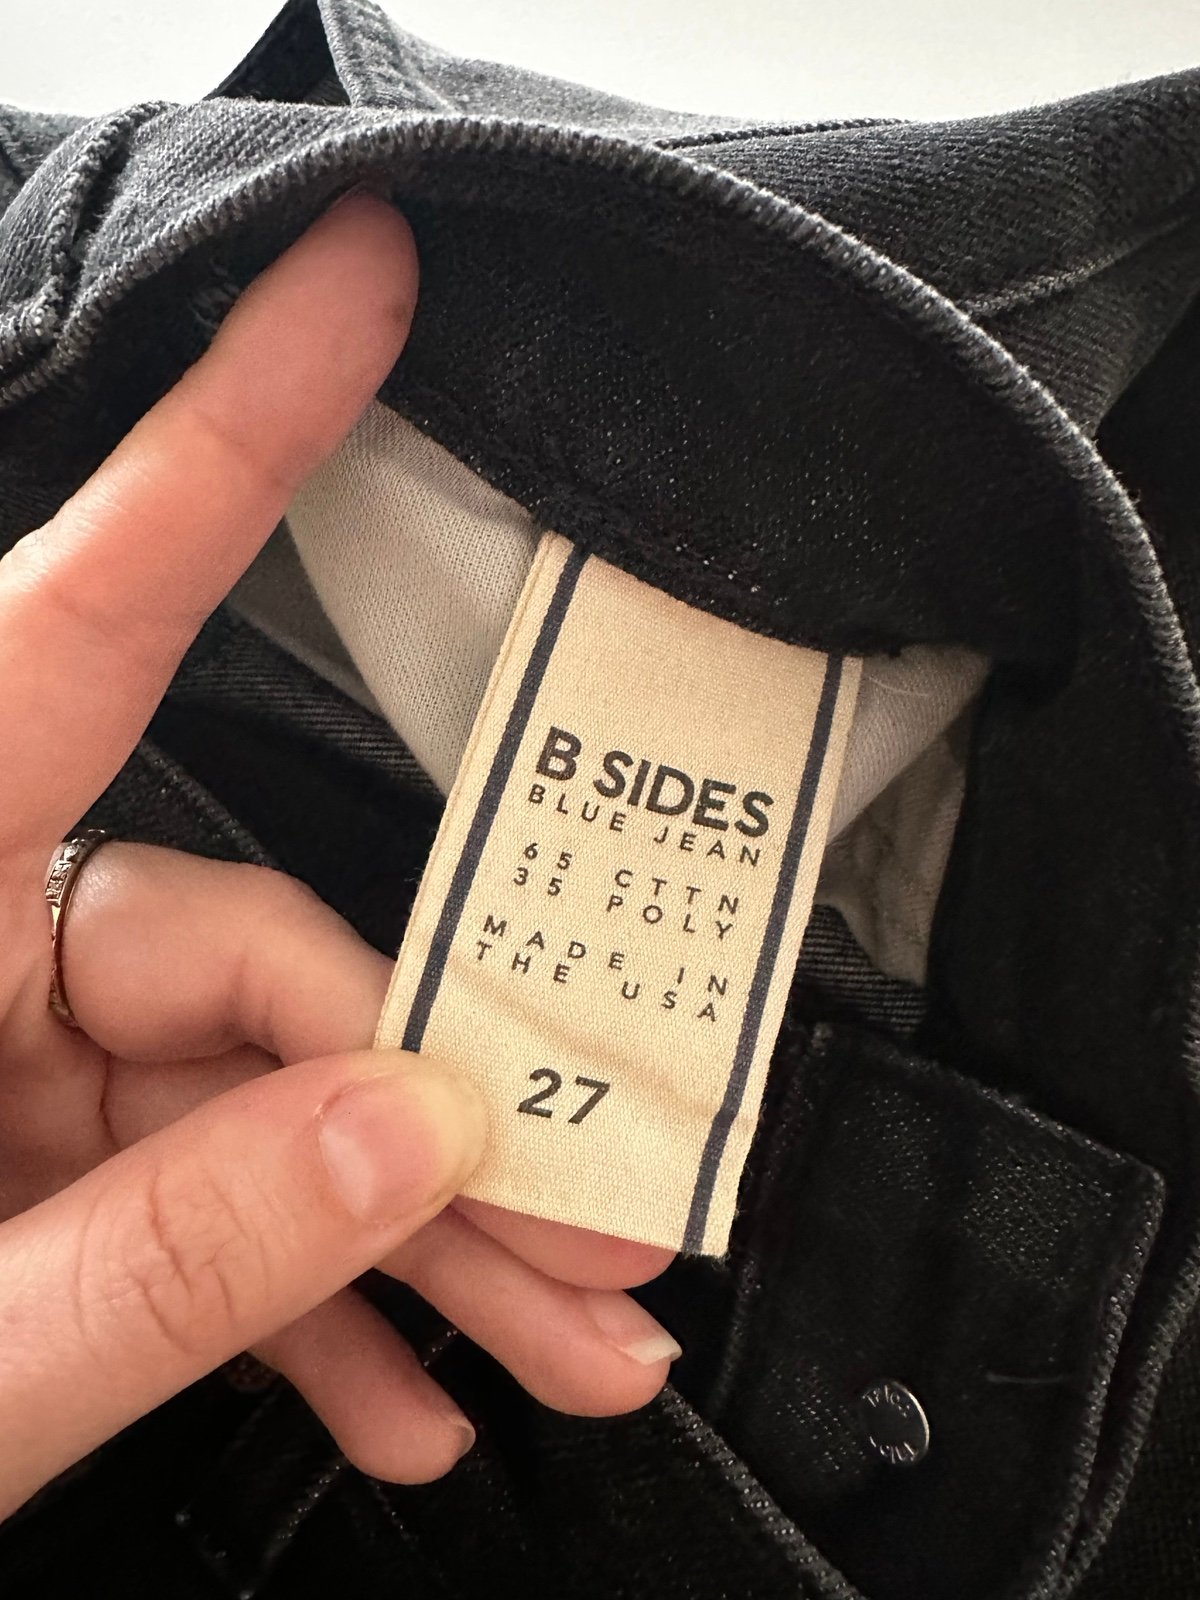 B SIDES
BLUE JEAN
65 CTTN
35 POLY
MADE IN
THE USA
27